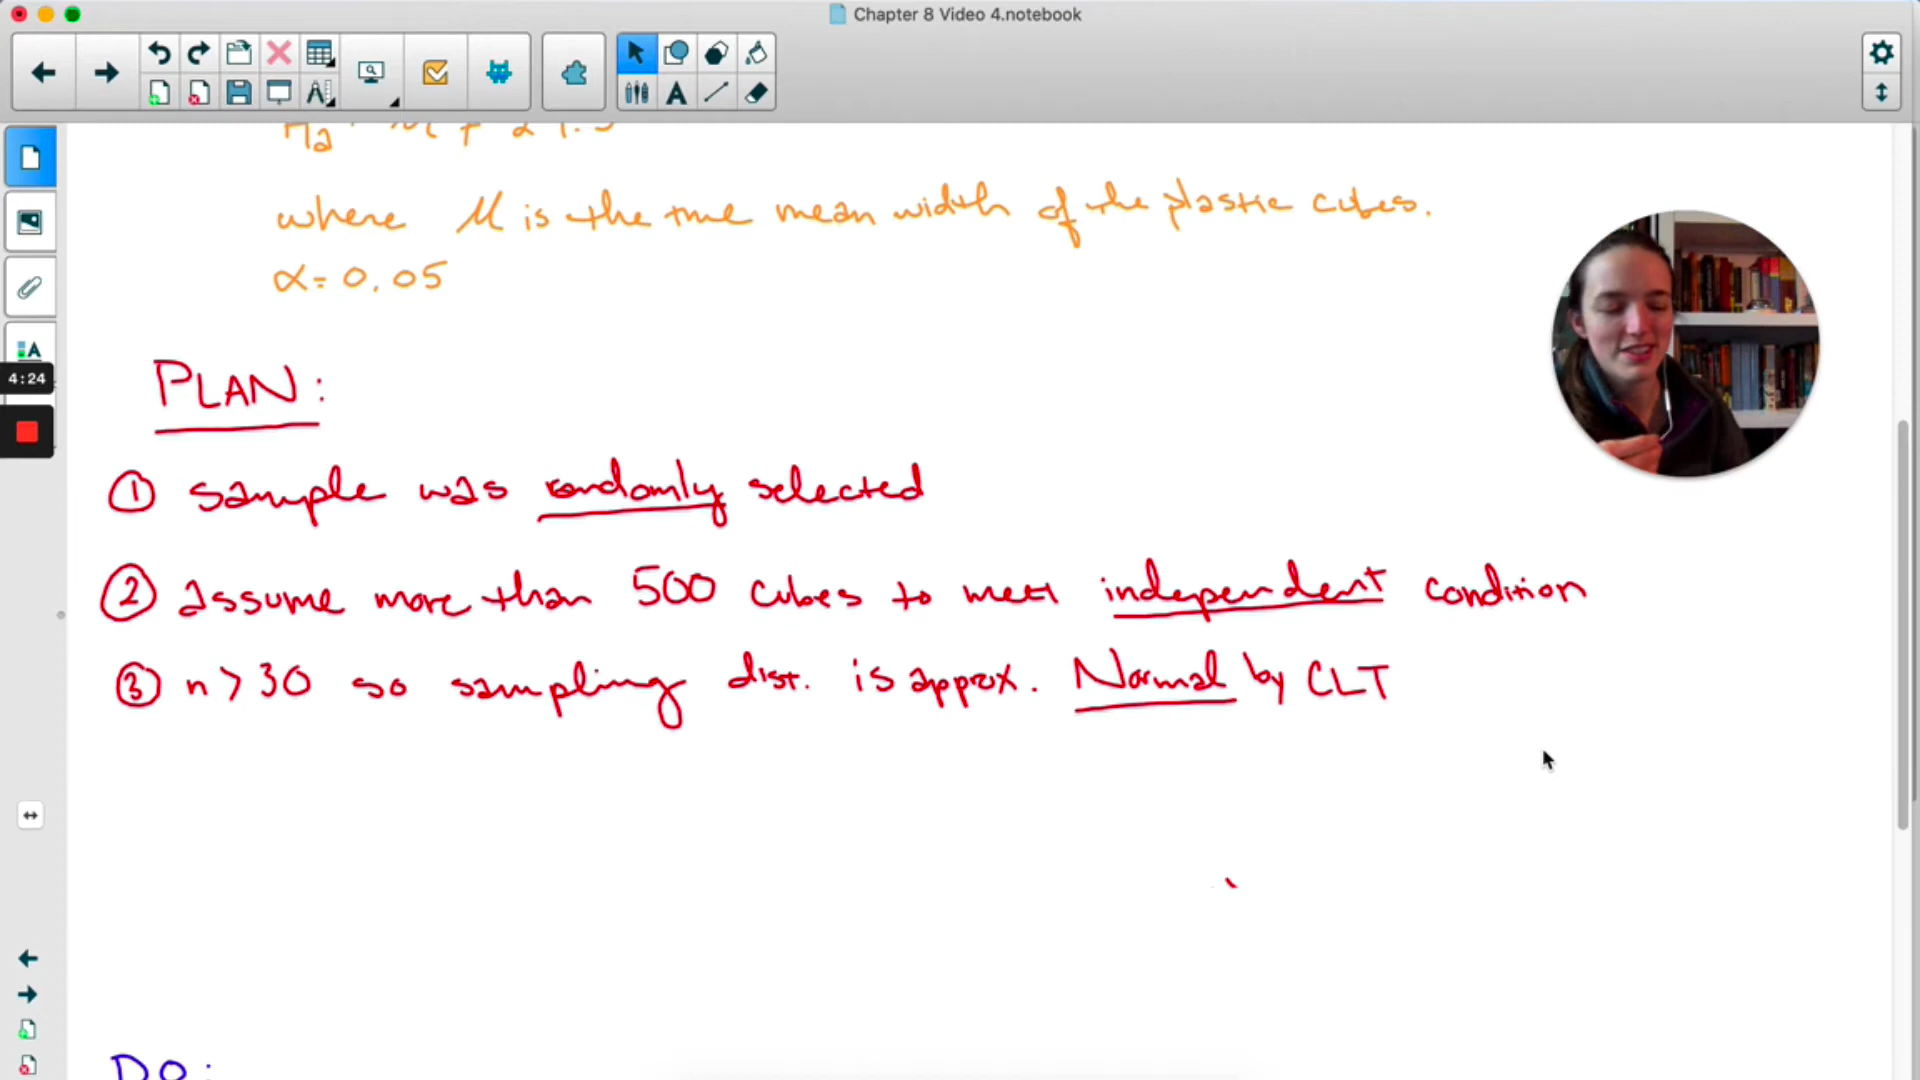 Chapter 8 Video 4.notebook
where μ is the true mean width of the plastic cubes.
α = 0.05
4:24
PLAN:
① sample was randomly selected
② assume more than 500 cubes to meet independent condition
③ n > 30 so sampling dist. is approx. Normal by CLT
DO: